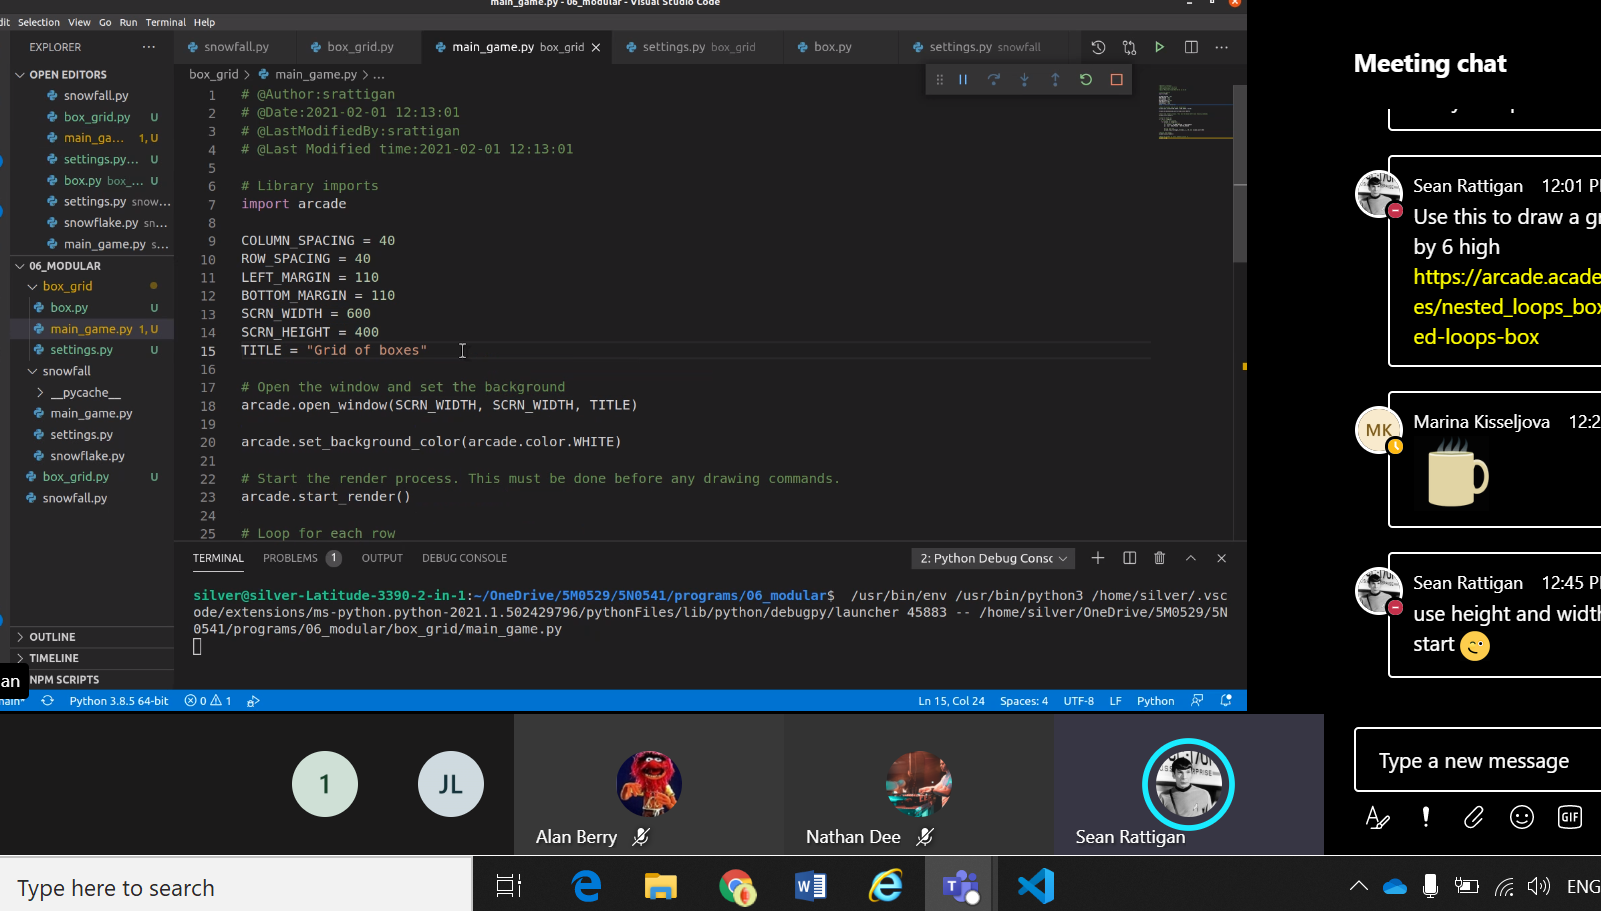 main_game.py - 06_modular - Visual Studio Code
dit Selection View Go Run Terminal Help
EXPLORER
OPEN EDITORS
snowfall.py
box_grid.py U
main_ga... 1, U
settings.py... U
box.py box_... U
settings.py snow...
snowflake.py sn...
main_game.py s...
06_MODULAR
box_grid
box.py U
main_game.py 1, U
settings.py U
snowfall
__pycache__
main_game.py
settings.py
snowflake.py
box_grid.py U
snowfall.py
OUTLINE
TIMELINE
NPM SCRIPTS
an
snowfall.py box_grid.py main_game.py box_grid settings.py box_grid box.py settings.py snowfall
box_grid > main_game.py > ...
1 # @Author:srattigan
2 # @Date:2021-02-01 12:13:01
3 # @LastModifiedBy:srattigan
4 # @Last Modified time:2021-02-01 12:13:01
5
6 # Library imports
7 import arcade
8
9 COLUMN_SPACING = 40
10 ROW_SPACING = 40
11 LEFT_MARGIN = 110
12 BOTTOM_MARGIN = 110
13 SCRN_WIDTH = 600
14 SCRN_HEIGHT = 400
15 TITLE = "Grid of boxes"
16
17 # Open the window and set the background
18 arcade.open_window(SCRN_WIDTH, SCRN_WIDTH, TITLE)
19
20 arcade.set_background_color(arcade.color.WHITE)
21
22 # Start the render process. This must be done before any drawing commands.
23 arcade.start_render()
24
25 # Loop for each row
TERMINAL PROBLEMS 1 OUTPUT DEBUG CONSOLE 2: Python Debug Consc
silver@silver-Latitude-3390-2-in-1:~/OneDrive/5M0529/5N0541/programs/06_modular$ /usr/bin/env /usr/bin/python3 /home/silver/.vsc
ode/extensions/ms-python.python-2021.1.502429796/pythonFiles/lib/python/debugpy/launcher 45883 -- /home/silver/OneDrive/5M0529/5N
0541/programs/06_modular/box_grid/main_game.py
main* Python 3.8.5 64-bit 0 1 Ln 15, Col 24 Spaces: 4 UTF-8 LF Python
Meeting chat
Sean Rattigan 12:01 P
Use this to draw a gr
by 6 high
https://arcade.acade
es/nested_loops_box
ed-loops-box
MK Marina Kisseljova 12:2
Sean Rattigan 12:45 P
use height and width
start
Type a new message
GIF
1 JL
Alan Berry Nathan Dee Sean Rattigan
Type here to search
ENG